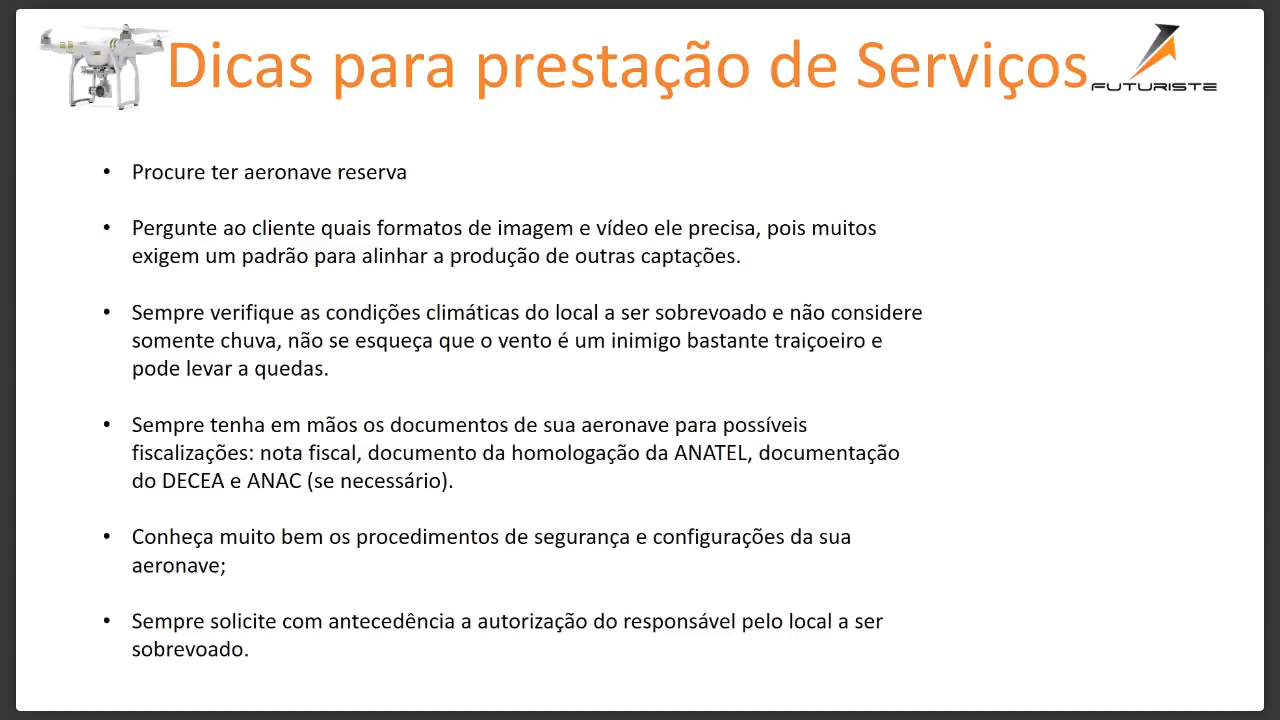 Dicas para prestação de Serviços
FUTURISTE
• Procure ter aeronave reserva
• Pergunte ao cliente quais formatos de imagem e vídeo ele precisa, pois muitos
exigem um padrão para alinhar a produção de outras captações.
• Sempre verifique as condições climáticas do local a ser sobrevoado e não considere
somente chuva, não se esqueça que o vento é um inimigo bastante traiçoeiro e
pode levar a quedas.
• Sempre tenha em mãos os documentos de sua aeronave para possíveis
fiscalizações: nota fiscal, documento da homologação da ANATEL, documentação
do DECEA e ANAC (se necessário).
• Conheça muito bem os procedimentos de segurança e configurações da sua
aeronave;
• Sempre solicite com antecedência a autorização do responsável pelo local a ser
sobrevoado.